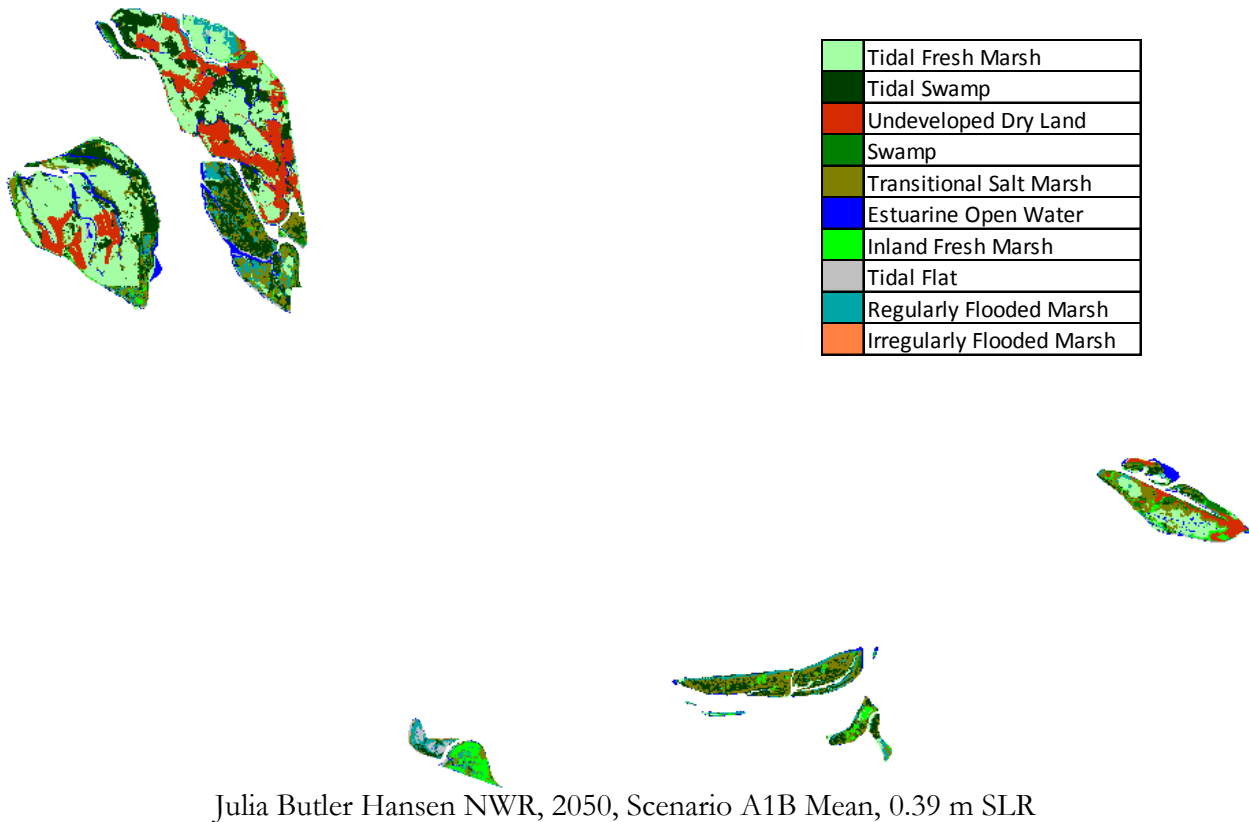 Tidal Fresh Marsh
Tidal Swamp
Undeveloped Dry Land
Swamp
Transitional Salt Marsh
Estuarine Open Water
Inland Fresh Marsh
Tidal Flat
Regularly Flooded Marsh
Irregularly Flooded Marsh
Julia Butler Hansen NWR, 2050, Scenario A1B Mean, 0.39 m SLR